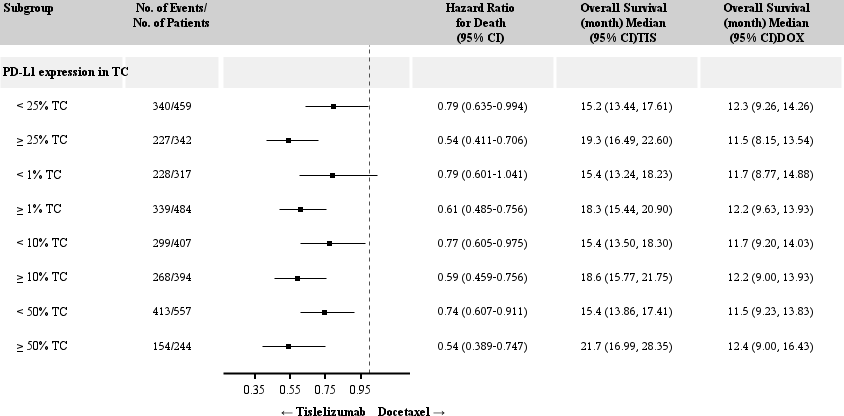 Subgroup No. of Events/ Hazard Ratio Overall Survival Overall Survival
No. of Patients for Death (month) Median (month) Median
(95% CI) (95% CI)TIS (95% CI)DOX
PD-L1 expression in TC
< 25% TC 340/459 0.79 (0.635-0.994) 15.2 (13.44, 17.61) 12.3 (9.26, 14.26)
≥ 25% TC 227/342 0.54 (0.411-0.706) 19.3 (16.49, 22.60) 11.5 (8.15, 13.54)
< 1% TC 228/317 0.79 (0.601-1.041) 15.4 (13.24, 18.23) 11.7 (8.77, 14.88)
≥ 1% TC 339/484 0.61 (0.485-0.756) 18.3 (15.44, 20.90) 12.2 (9.63, 13.93)
< 10% TC 299/407 0.77 (0.605-0.975) 15.4 (13.50, 18.30) 11.7 (9.20, 14.03)
≥ 10% TC 268/394 0.59 (0.459-0.756) 18.6 (15.77, 21.75) 12.2 (9.00, 13.93)
< 50% TC 413/557 0.74 (0.607-0.911) 15.4 (13.86, 17.41) 11.5 (9.23, 13.83)
≥ 50% TC 154/244 0.54 (0.389-0.747) 21.7 (16.99, 28.35) 12.4 (9.00, 16.43)
0.35 0.55 0.75 0.95
← Tislelizumab Docetaxel →